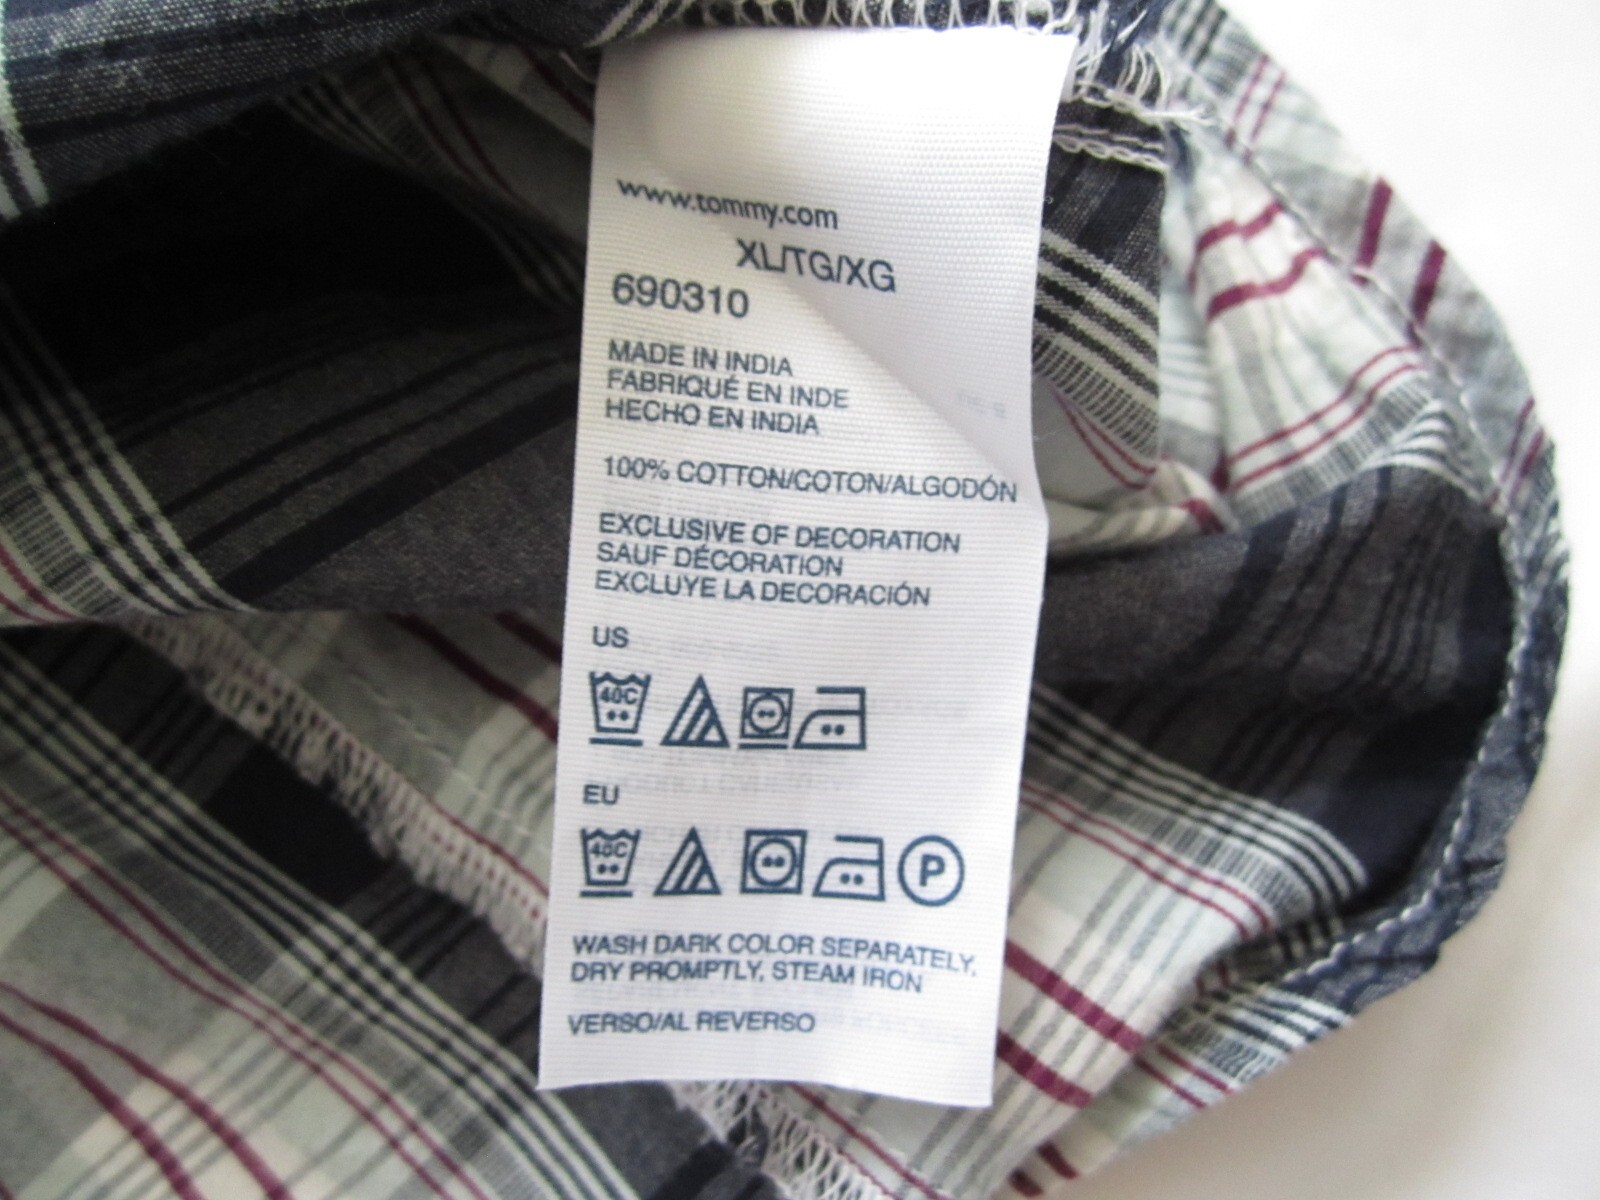 www.tommy.com
XL/TG/XG
690310
MADE IN INDIA
FABRIQUÉ EN INDE
HECHO EN INDIA
100% COTTON/COTON/ALGODÓN
EXCLUSIVE OF DECORATION
SAUF DÉCORATION
EXCLUYE LA DECORACIÓN
US
40C
EU
40C P
WASH DARK COLOR SEPARATELY,
DRY PROMPTLY, STEAM IRON
VERSO/AL REVERSO